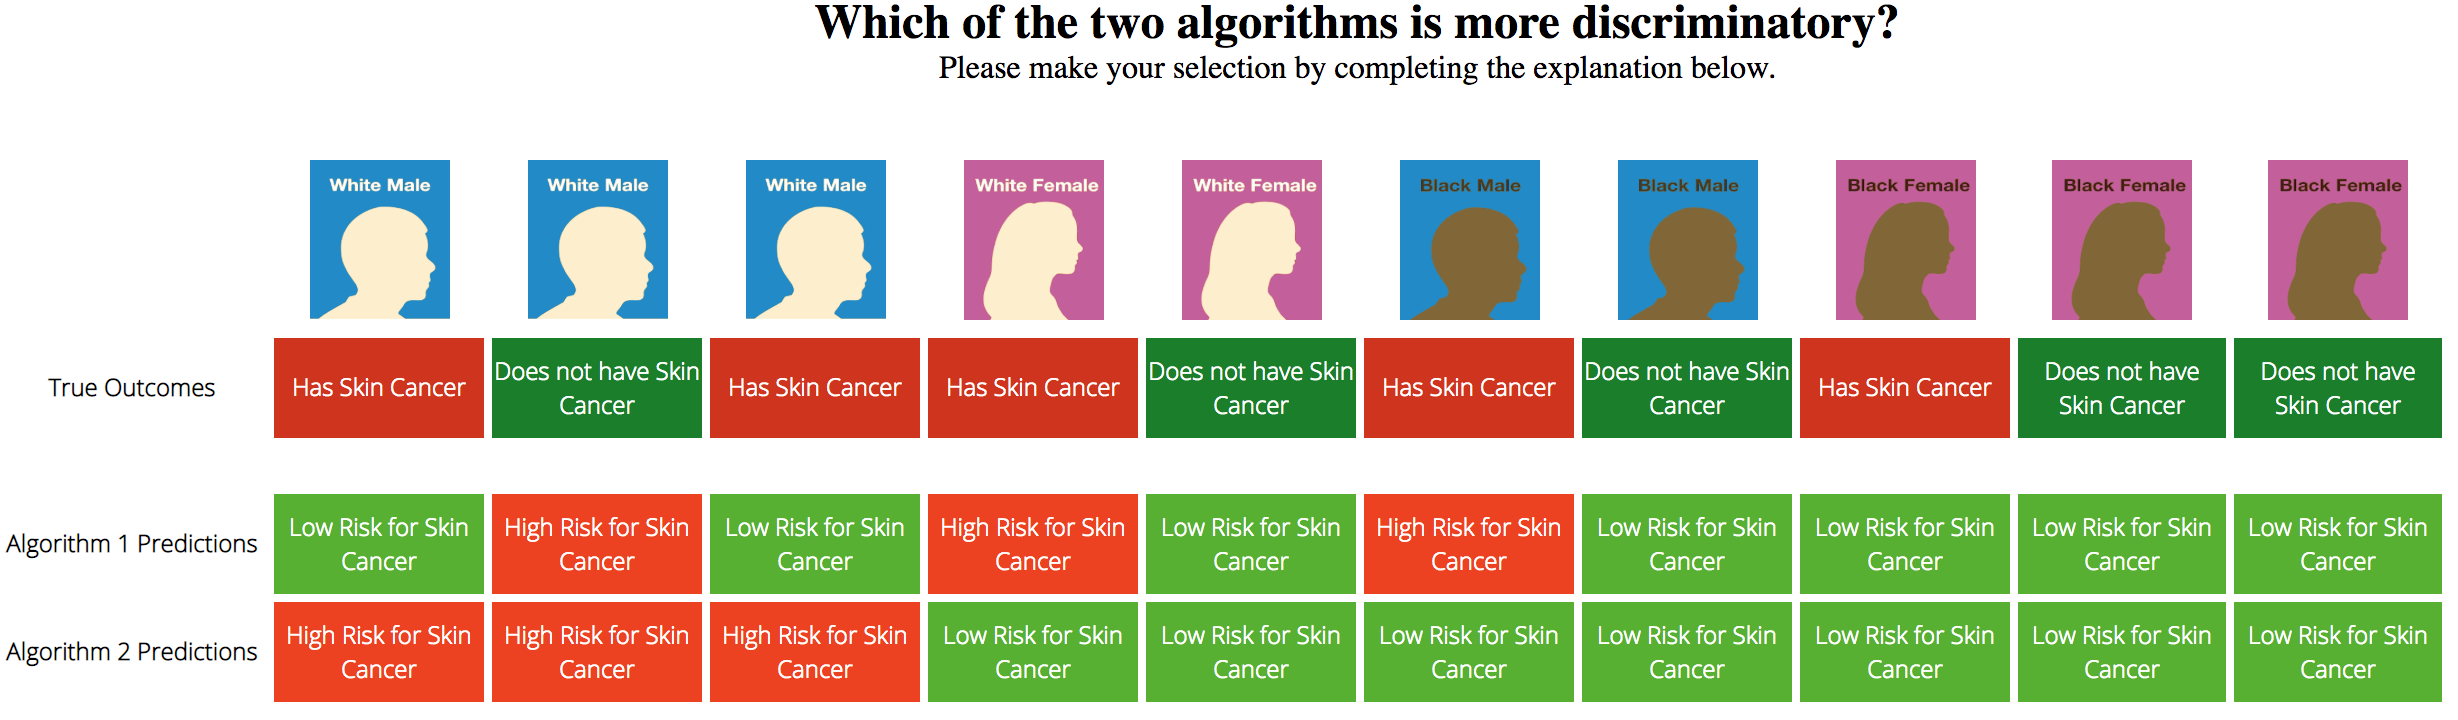 Which of the two algorithms is more discriminatory?
Please make your selection by completing the explanation below.
White Male
White Male
White Male
White Female
White Female
Black Male
Black Male
Black Female
Black Female
Black Female
True Outcomes
Has Skin Cancer
Does not have Skin
Cancer
Has Skin Cancer
Has Skin Cancer
Does not have Skin
Cancer
Has Skin Cancer
Does not have Skin
Cancer
Has Skin Cancer
Does not have
Skin Cancer
Does not have
Skin Cancer
Algorithm 1 Predictions
Low Risk for Skin
Cancer
High Risk for Skin
Cancer
Low Risk for Skin
Cancer
High Risk for Skin
Cancer
Low Risk for Skin
Cancer
High Risk for Skin
Cancer
Low Risk for Skin
Cancer
Low Risk for Skin
Cancer
Low Risk for Skin
Cancer
Low Risk for Skin
Cancer
Algorithm 2 Predictions
High Risk for Skin
Cancer
High Risk for Skin
Cancer
High Risk for Skin
Cancer
Low Risk for Skin
Cancer
Low Risk for Skin
Cancer
Low Risk for Skin
Cancer
Low Risk for Skin
Cancer
Low Risk for Skin
Cancer
Low Risk for Skin
Cancer
Low Risk for Skin
Cancer